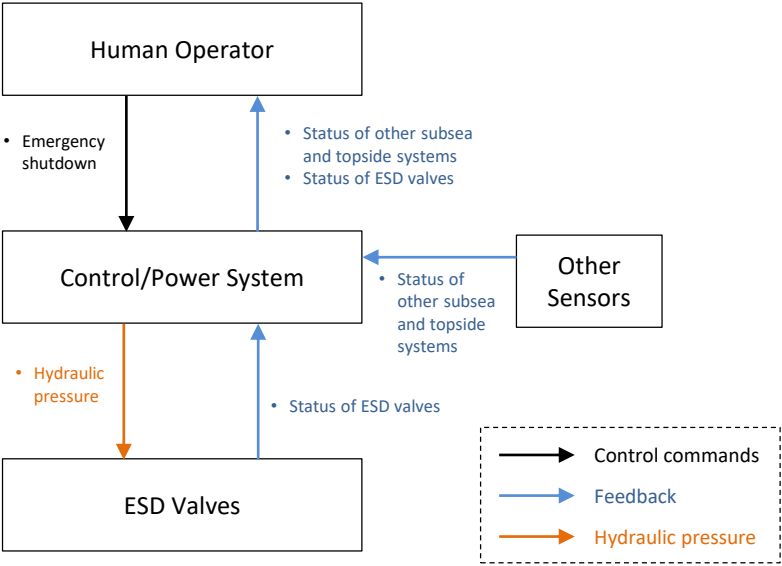 Human Operator
• Emergency
shutdown
• Status of other subsea
and topside systems
• Status of ESD valves
Control/Power System
Other
Sensors
• Status of
other subsea
and topside
systems
• Hydraulic
pressure
• Status of ESD valves
ESD Valves
Control commands
Feedback
Hydraulic pressure